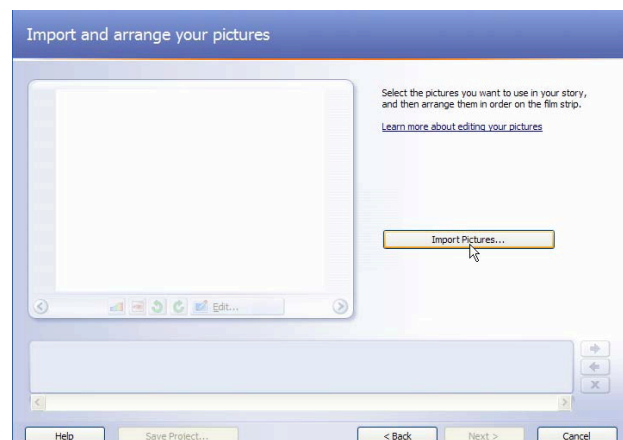 Import and arrange your pictures
Select the pictures you want to use in your story,
and then arrange them in order on the film strip.
Learn more about editing your pictures
Import Pictures...
Edit...
Help
Save Project...
< Back
Next >
Cancel